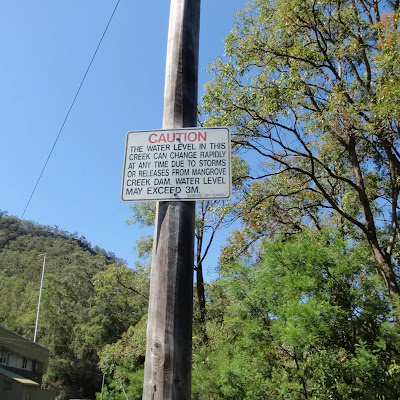 CAUTION
THE WATER LEVEL IN THIS
CREEK CAN CHANGE RAPIDLY
AT ANY TIME DUE TO STORMS
OR RELEASES FROM MANGROVE
CREEK DAM. WATER LEVEL
MAY EXCEED 3M.